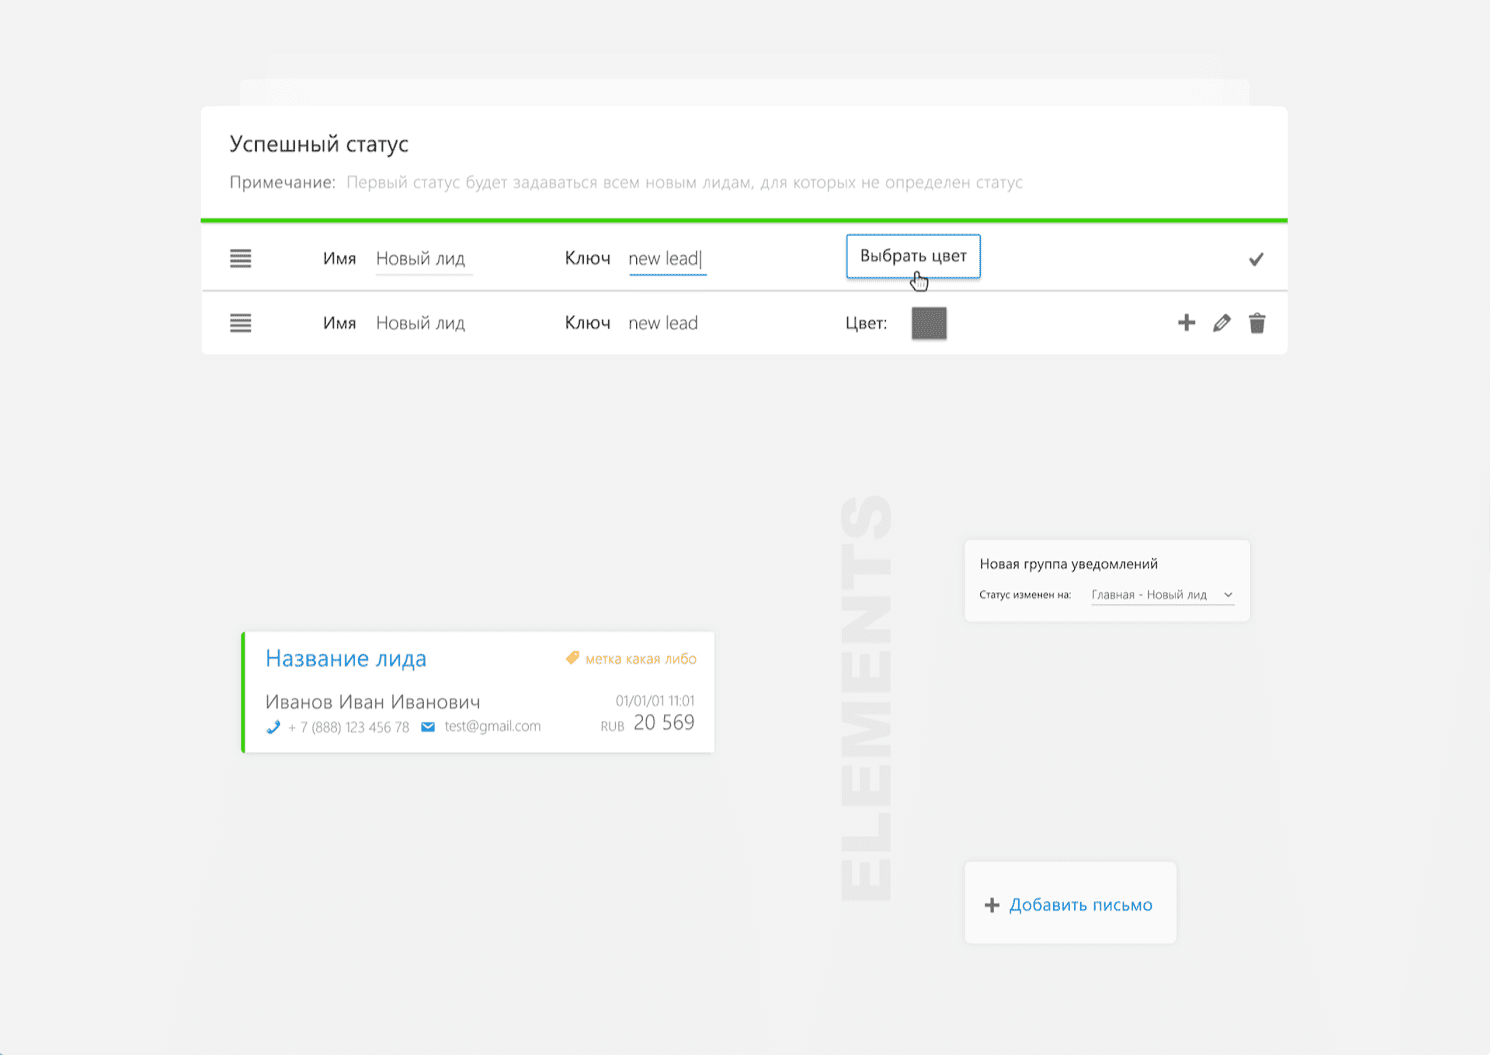 Успешный статус
Примечание: Первый статус будет задаваться всем новым лидам, для которых не определен статус
Имя Новый лид Ключ new lead Выбрать цвет
Имя Новый лид Ключ new lead Цвет:
ELEMENTS
Новая группа уведомлений
Статус изменен на: Главная - Новый лид
Название лида метка какая либо
Иванов Иван Иванович 01/01/01 11:01
+ 7 (888) 123 456 78 test@gmail.com RUB 20 569
Добавить письмо